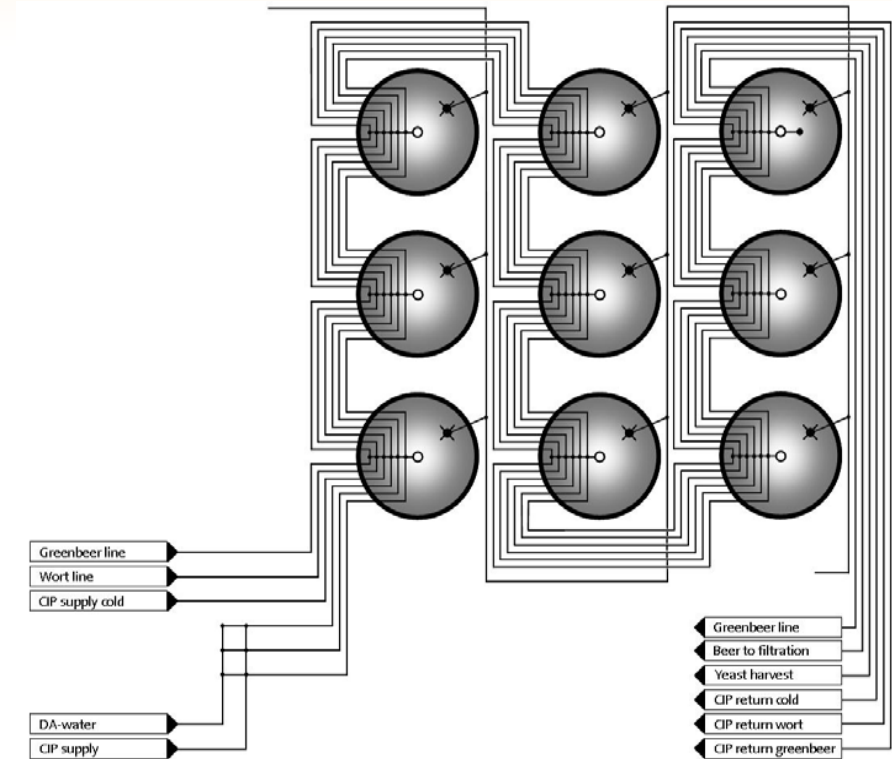 Greenbeer line
Wort line
CIP supply cold
DA-water
CIP supply
Greenbeer line
Beer to filtration
Yeast harvest
CIP return cold
CIP return wort
CIP return greenbeer